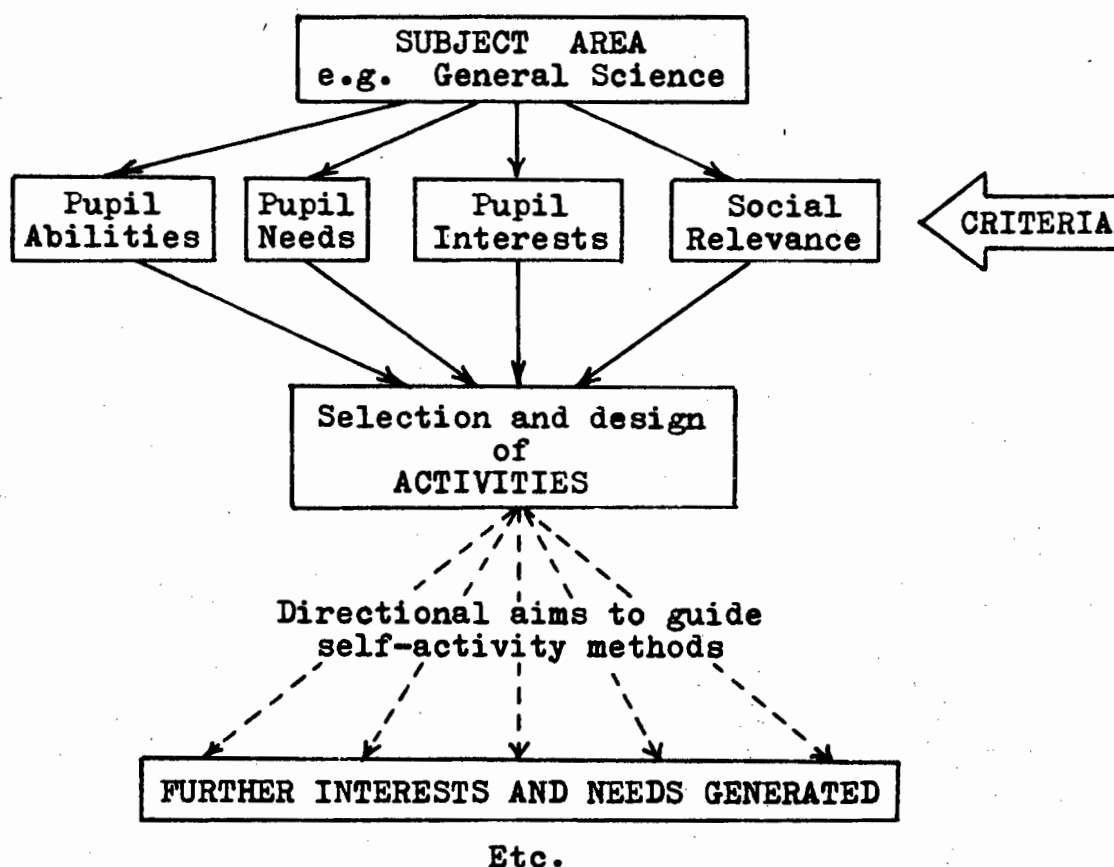 SUBJECT AREA
e.g. General Science
Pupil
Abilities
Pupil
Needs
Pupil
Interests
Social
Relevance
CRITERIA
Selection and design
of
ACTIVITIES
Directional aims to guide
self-activity methods
FURTHER INTERESTS AND NEEDS GENERATED
Etc.